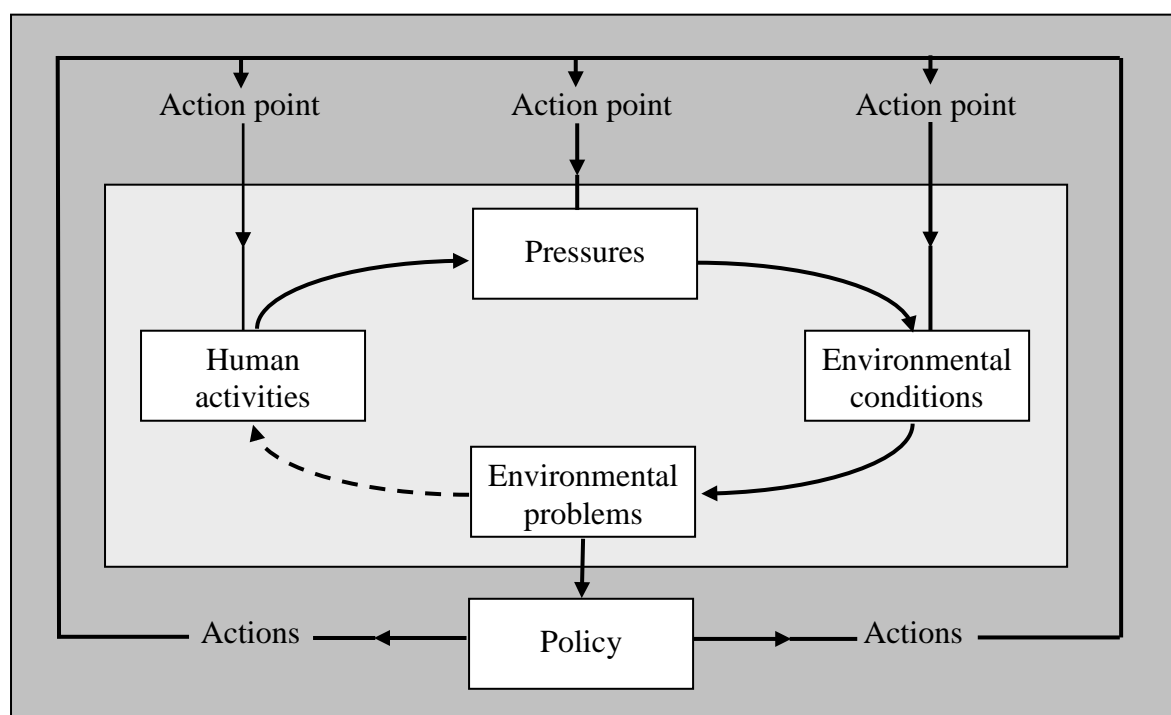 Action point
Action point
Action point
Pressures
Human
activities
Environmental
conditions
Environmental
problems
Actions
Policy
Actions